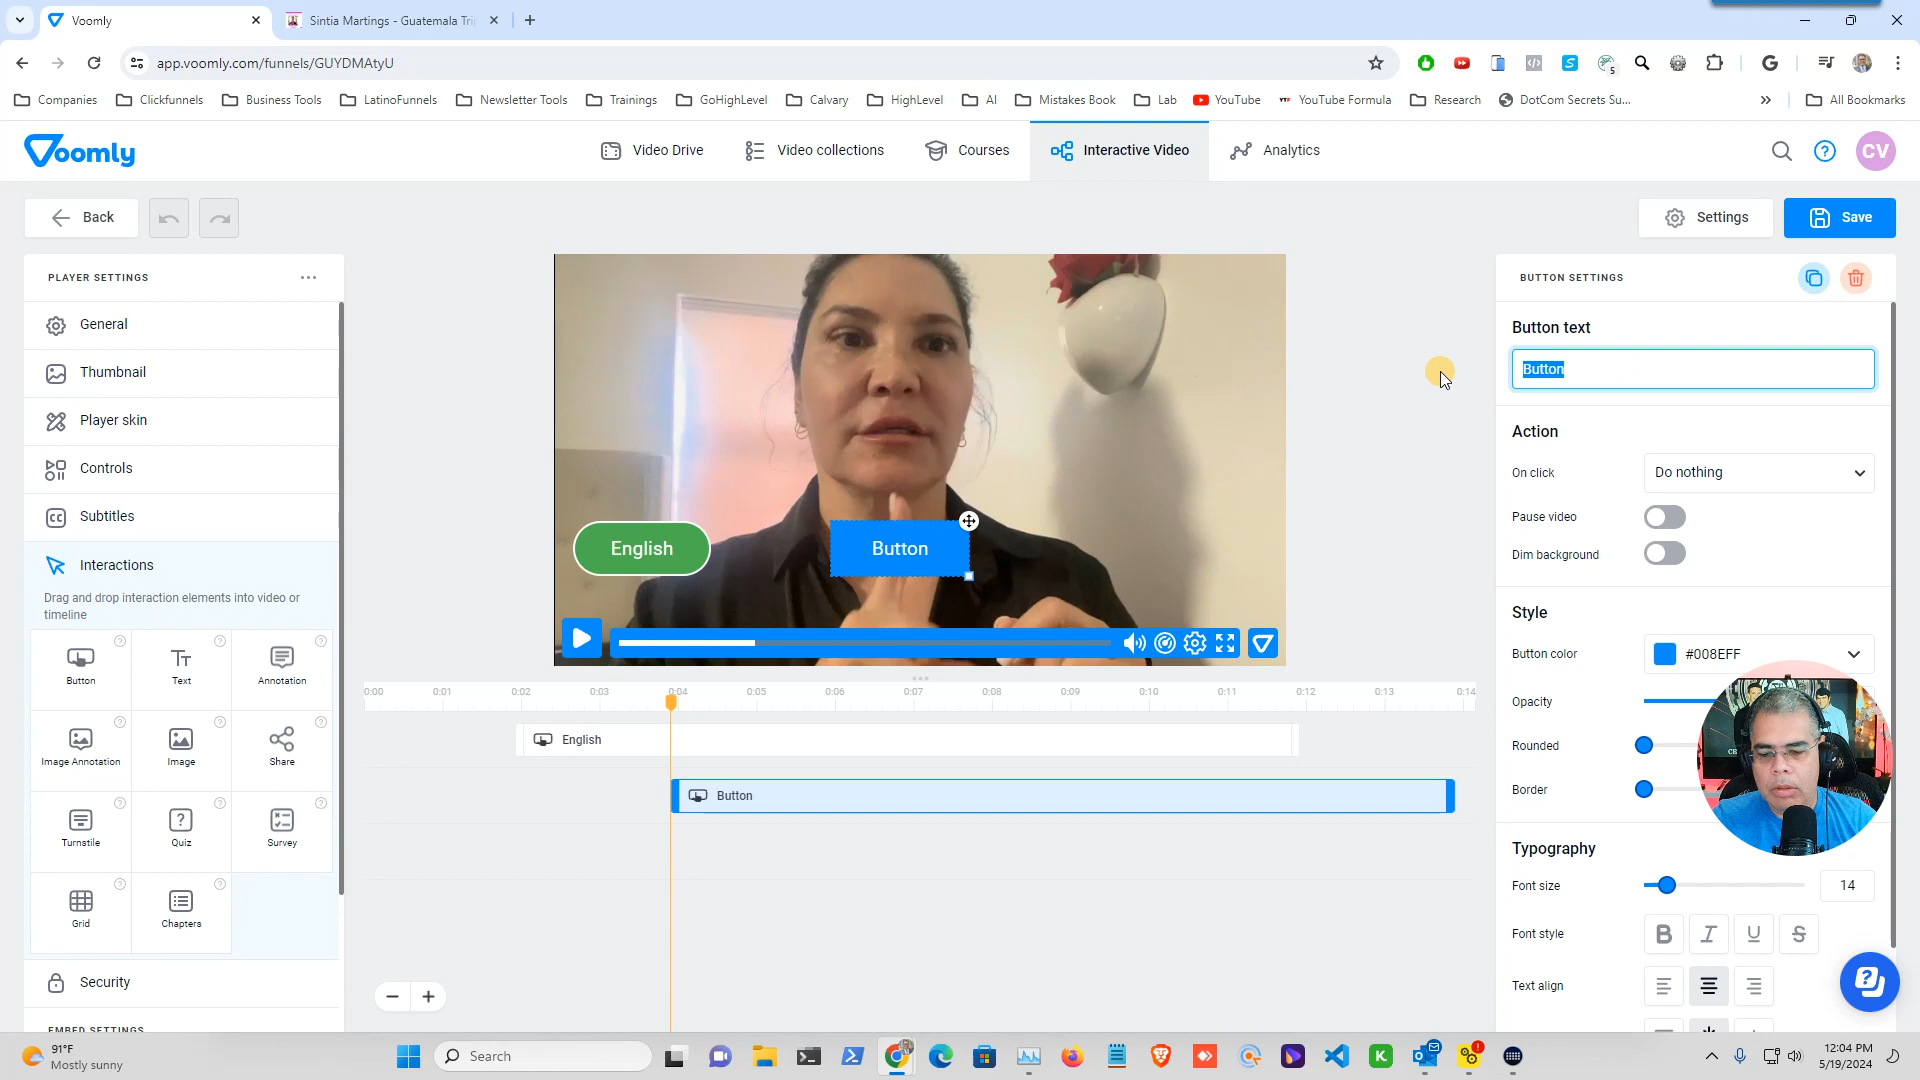 Voomly
Sintia Martings - Guatemala Tri
app.voomly.com/funnels/GUYDMAtyU
5
Companies
Clickfunnels
Business Tools
LatinoFunnels
Newsletter Tools
Trainings
GoHighLevel
Calvary
HighLevel
AI
Mistakes Book
Lab
YouTube
YouTube Formula
Research
DotCom Secrets Su...
All Bookmarks
Voomly
Video Drive
Video collections
Courses
Interactive Video
Analytics
CV
Back
Settings
Save
PLAYER SETTINGS
General
Thumbnail
Player skin
Controls
Subtitles
Interactions
Drag and drop interaction elements into video or
timeline
Button
Text
Annotation
Image Annotation
Image
Share
Turnstile
Quiz
Survey
Grid
Chapters
Security
EMBED SETTINGS
English
Button
0:00
0:01
0:02
0:03
0:04
0:05
0:06
0:07
0:08
0:09
0:10
0:11
0:12
0:13
0:14
English
Button
BUTTON SETTINGS
Button text
Button
Action
On click
Do nothing
Pause video
Dim background
Style
Button color
#008EFF
Opacity
Rounded
Border
Typography
Font size
14
Font style
B I U S
Text align
91°F
Mostly sunny
Search
12:04 PM
5/19/2024